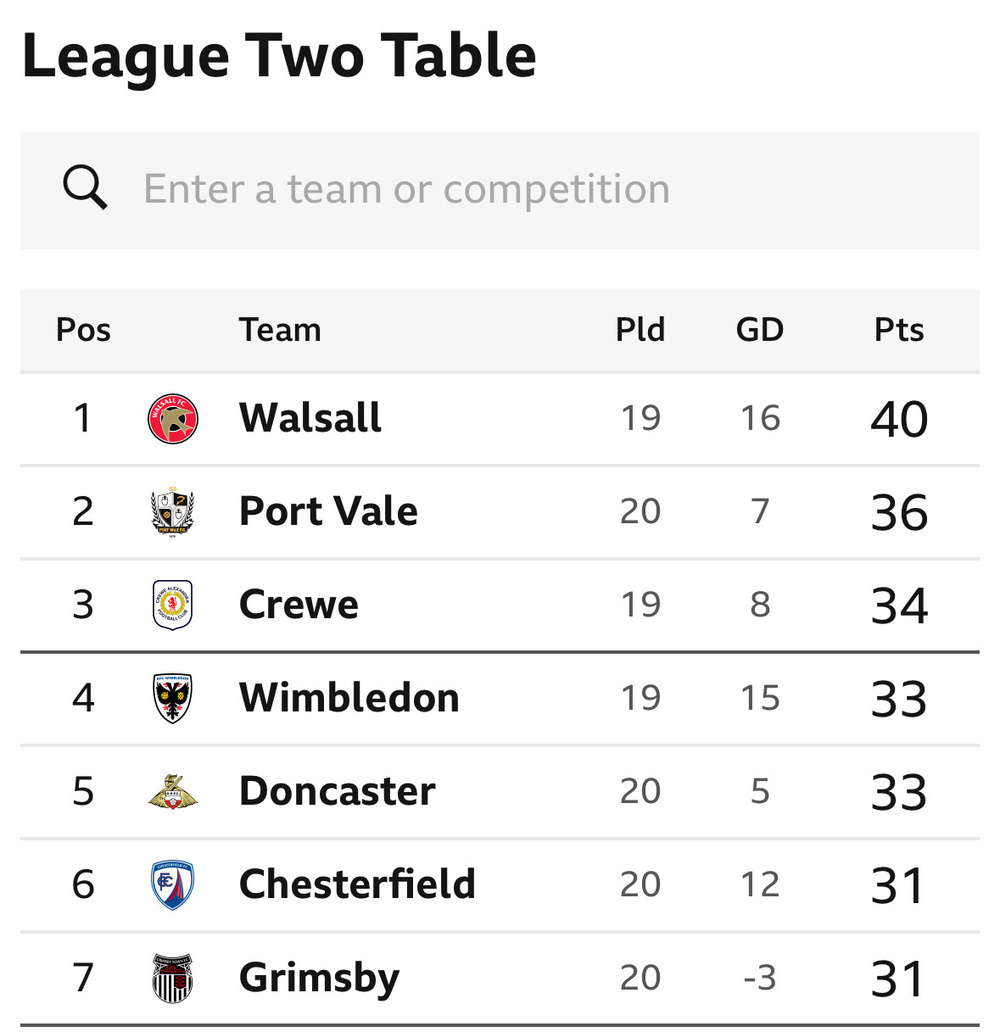 League Two Table
Enter a team or competition
Pos Team Pld GD Pts
1 Walsall 19 16 40
2 Port Vale 20 7 36
3 Crewe 19 8 34
4 Wimbledon 19 15 33
5 Doncaster 20 5 33
6 Chesterfield 20 12 31
7 Grimsby 20 -3 31